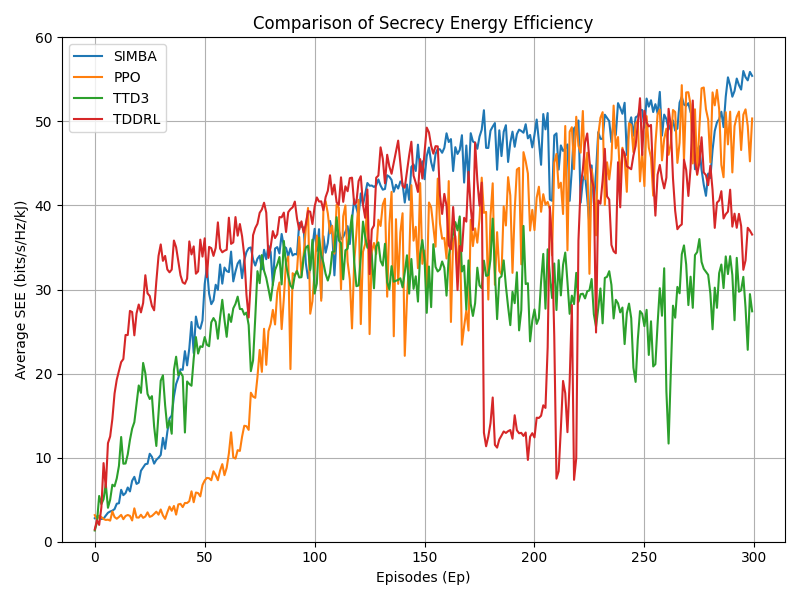 Comparison of Secrecy Energy Efficiency
SIMBA
PPO
TTD3
TDDRL
Average SEE (bits/s/Hz/kJ)
60
50
40
30
20
10
0
0 50 100 150 200 250 300
Episodes (Ep)